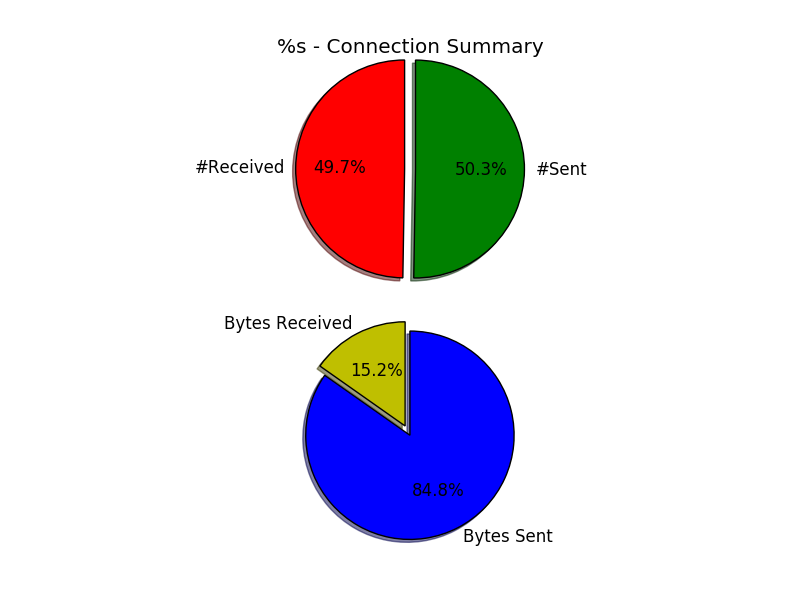 %s - Connection Summary
#Received
49.7%
50.3%
#Sent
Bytes Received
15.2%
84.8%
Bytes Sent